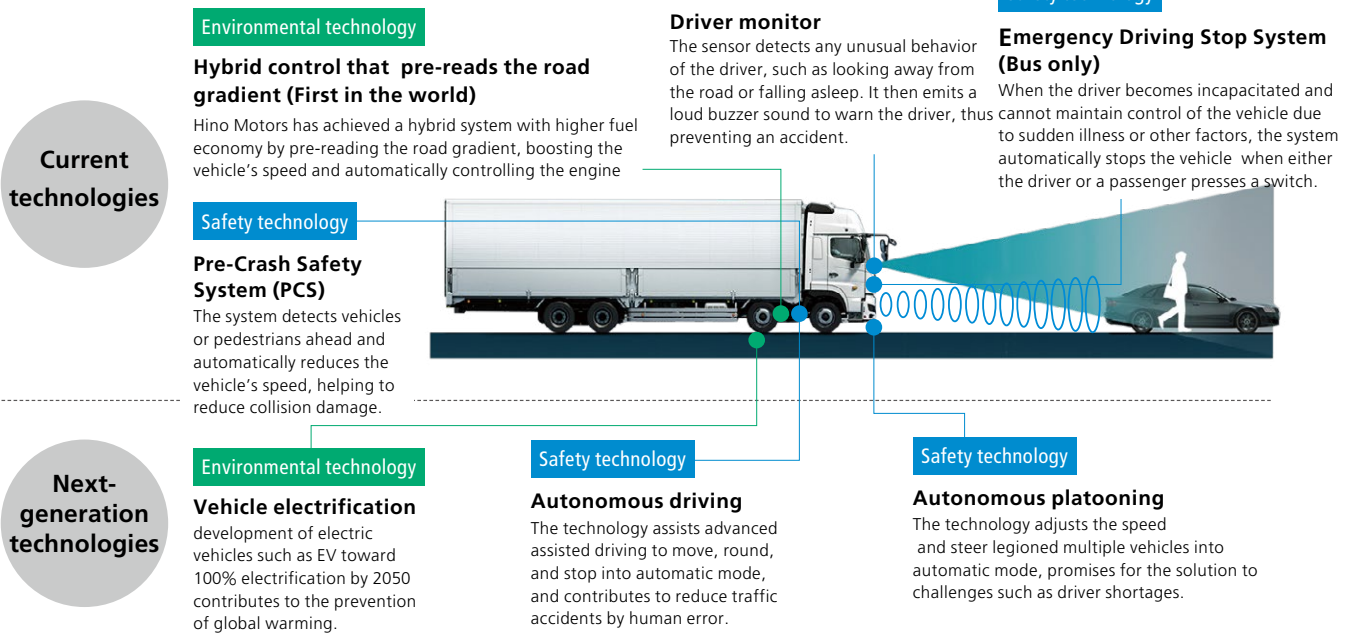 Current
technologies
Environmental technology
Hybrid control that pre-reads the road
gradient (First in the world)
Hino Motors has achieved a hybrid system with higher fuel
economy by pre-reading the road gradient, boosting the
vehicle's speed and automatically controlling the engine
Safety technology
Pre-Crash Safety
System (PCS)
The system detects vehicles
or pedestrians ahead and
automatically reduces the
vehicle's speed, helping to
reduce collision damage.
Driver monitor
The sensor detects any unusual behavior
of the driver, such as looking away from
the road or falling asleep. It then emits a
loud buzzer sound to warn the driver, thus
preventing an accident.
Emergency Driving Stop System
(Bus only)
When the driver becomes incapacitated and
cannot maintain control of the vehicle due
to sudden illness or other factors, the system
automatically stops the vehicle when either
the driver or a passenger presses a switch.
Next-
generation
technologies
Environmental technology
Vehicle electrification
development of electric
vehicles such as EV toward
100% electrification by 2050
contributes to the prevention
of global warming.
Safety technology
Autonomous driving
The technology assists advanced
assisted driving to move, round,
and stop into automatic mode,
and contributes to reduce traffic
accidents by human error.
Safety technology
Autonomous platooning
The technology adjusts the speed
and steer legioned multiple vehicles into
automatic mode, promises for the solution to
challenges such as driver shortages.